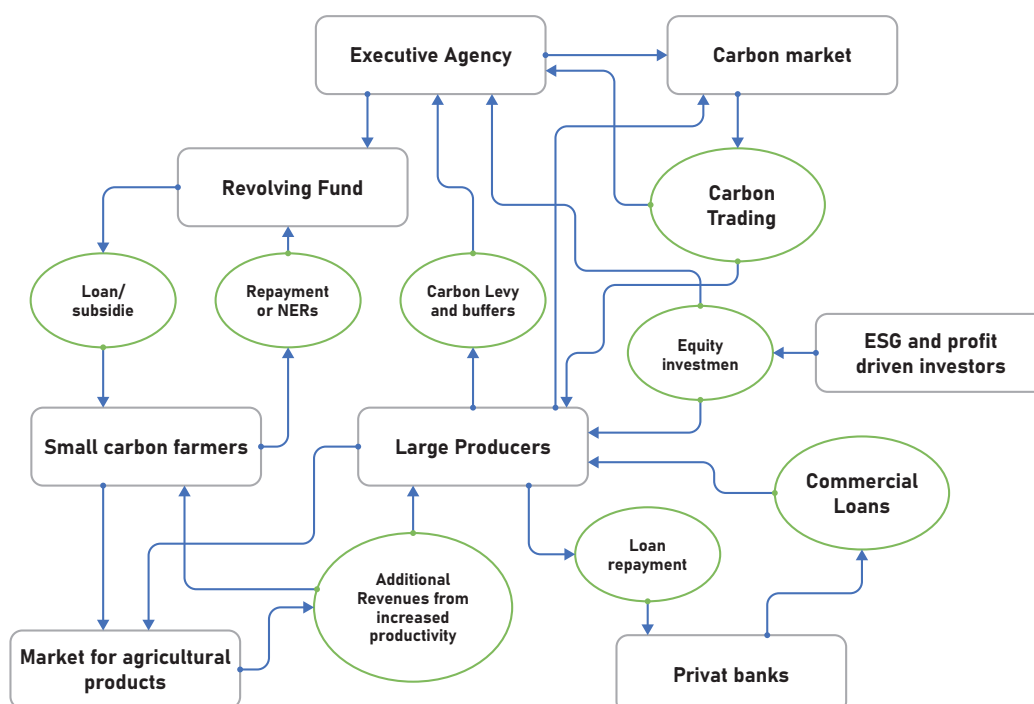 Executive Agency
Carbon market
Revolving Fund
Carbon
Trading
Loan/
subsidie
Repayment
or NERs
Carbon Levy
and buffers
Equity
investmen
ESG and profit
driven investors
Small carbon farmers
Large Producers
Commercial
Loans
Loan
repayment
Additional
Revenues from
increased
productivity
Market for agricultural
products
Privat banks